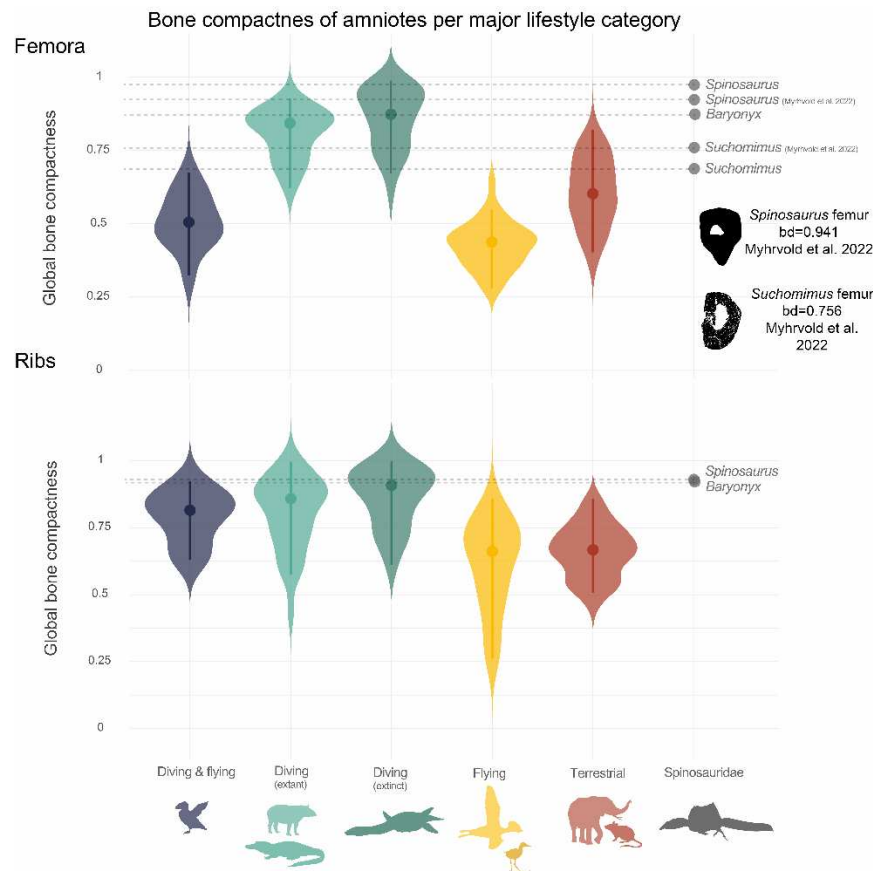 Bone compactnes of amniotes per major lifestyle category
Femora
Global bone compactness
1
0.75
0.5
0.25
0
Spinosaurus
Spinosaurus (Myhrvold et al. 2022)
Baryonyx
Suchomimus (Myhrvold et al. 2022)
Suchomimus
Spinosaurus femur
bd=0.941
Myhrvold et al. 2022
Suchomimus femur
bd=0.756
Myhrvold et al.
2022
Ribs
Global bone compactness
1
0.75
0.5
0.25
0
Spinosaurus
Baryonyx
Diving & flying
Diving
(extant)
Diving
(extinct)
Flying
Terrestrial
Spinosauridae